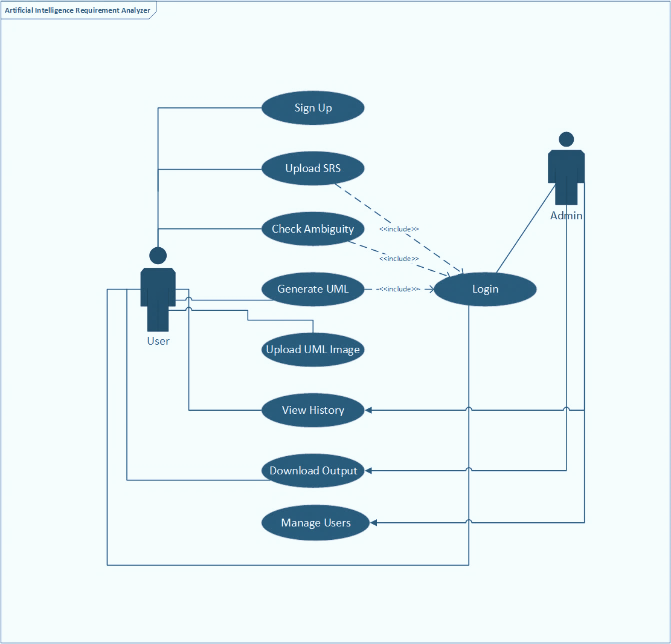 Artificial Intelligence Requirement Analyzer
Sign Up
Upload SRS
Admin
Check Ambiguity
<<include>>
<<include>>
Generate UML
<<include>>
Login
User
Upload UML Image
View History
Download Output
Manage Users